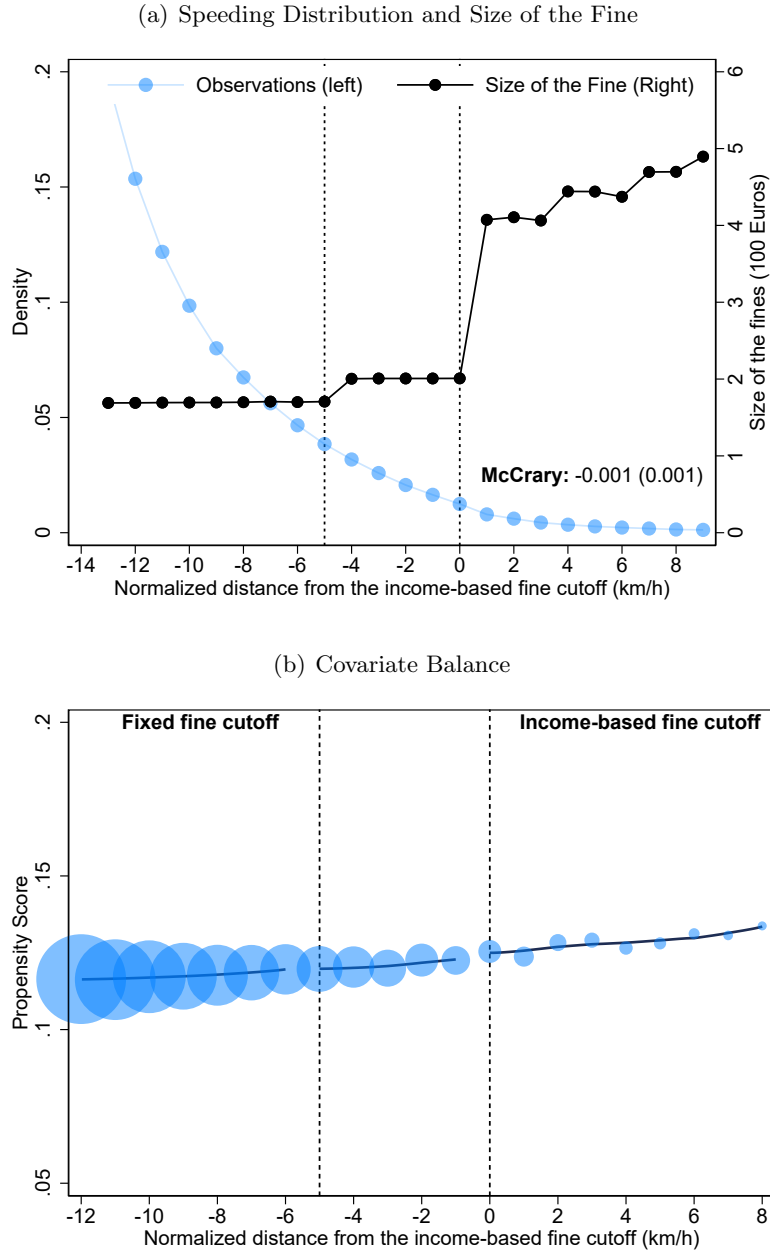 (a) Speeding Distribution and Size of the Fine
.2
.15
.1
.05
0
Density
6
5
4
3
2
1
0
Size of the fines (100 Euros)
Observations (left)
Size of the Fine (Right)
McCrary: -0.001 (0.001)
-14 -12 -10 -8 -6 -4 -2 0 2 4 6 8
Normalized distance from the income-based fine cutoff (km/h)
(b) Covariate Balance
.2
.15
.1
.05
Propensity Score
Fixed fine cutoff
Income-based fine cutoff
-12 -10 -8 -6 -4 -2 0 2 4 6 8
Normalized distance from the income-based fine cutoff (km/h)